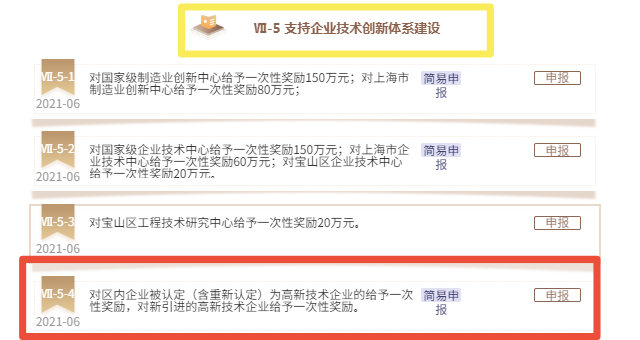 Ⅶ-5 支持企业技术创新体系建设
Ⅶ-5-1
2021-06
对国家级制造业创新中心给予一次性奖励150万元；对上海市
制造业创新中心给予一次性奖励80万元；
简易申
报
申报
Ⅶ-5-2
2021-06
对国家级企业技术中心给予一次性奖励150万元；对上海市企
业技术中心给予一次性奖励60万元；对宝山区企业技术中心
给予一次性奖励20万元。
简易申
报
申报
Ⅶ-5-3
2021-06
对宝山区工程技术研究中心给予一次性奖励20万元。
申报
Ⅶ-5-4
2021-06
对区内企业被认定（含重新认定）为高新技术企业的给予一次
性奖励，对新引进的高新技术企业给予一次性奖励。
简易申
报
申报